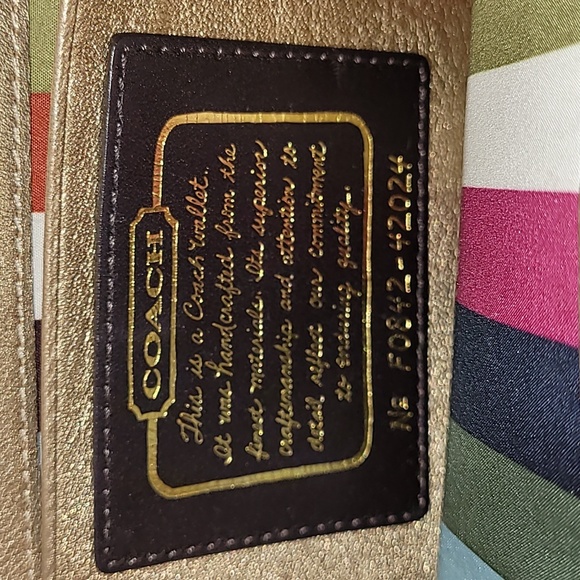 COACH
This is a Coach wallet.
It was handcrafted from the
finest materials. Its superior
craftsmanship and attention to
detail reflect our commitment
to enduring quality.
No F0842-42024